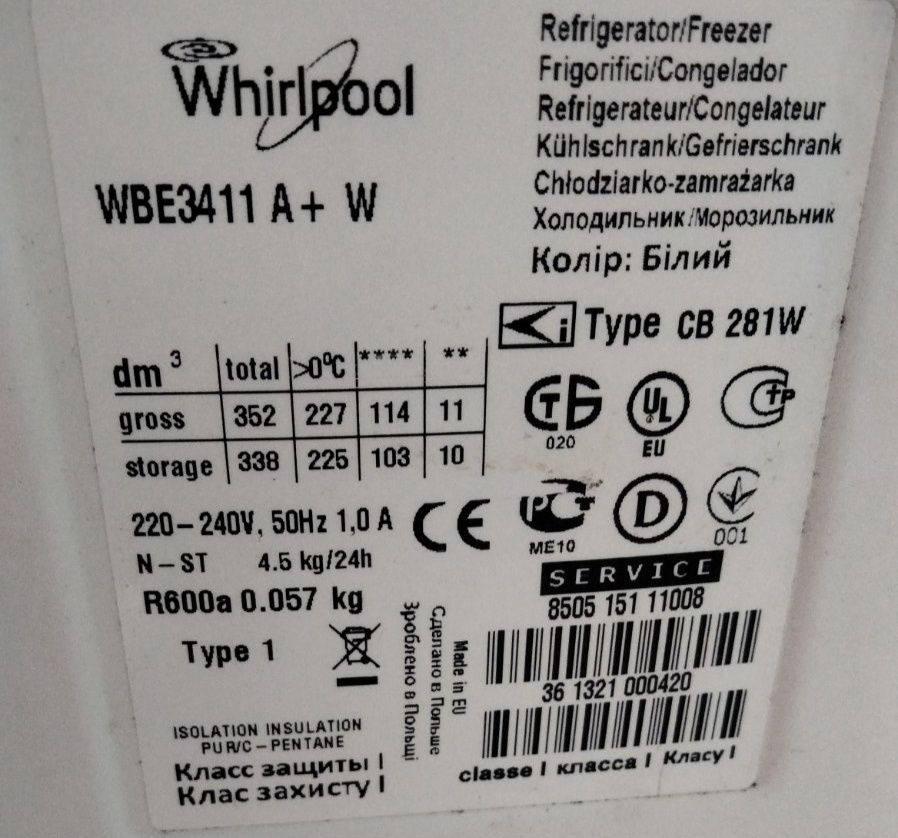 Whirlpool
WBE3411 A+ W
Refrigerator/Freezer
Frigorifici/Congelador
Refrigerateur/Congelateur
Kühlschrank/Gefrierschrank
Chłodziarko-zamrażarka
Холодильник/Морозильник
Колір: Білий
i Type CB 281W
dm³ total >0°C **** **
gross 352 227 114 11
storage 338 225 103 10
020
UL
EU
220-240V, 50Hz 1,0 A
CE
ME10
D
001
N-ST 4.5 kg/24h
R600a 0.057 kg
SERVICE
8505 151 11008
Type 1
Зроблено в Польщі
Сделано в Польше
Made in EU
36 1321 000420
ISOLATION INSULATION
PUR/C-PENTANE
Класс защиты I
Клас захисту I
classe I класса I Класу I